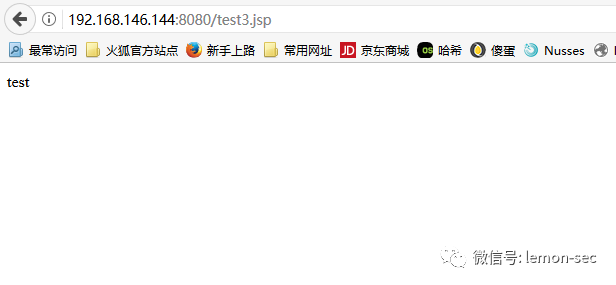 192.168.146.144:8080/test3.jsp
最常访问 火狐官方站点 新手上路 常用网址 JD 京东商城 OS 哈希 傻蛋 Nusses
test
微信号: lemon-sec